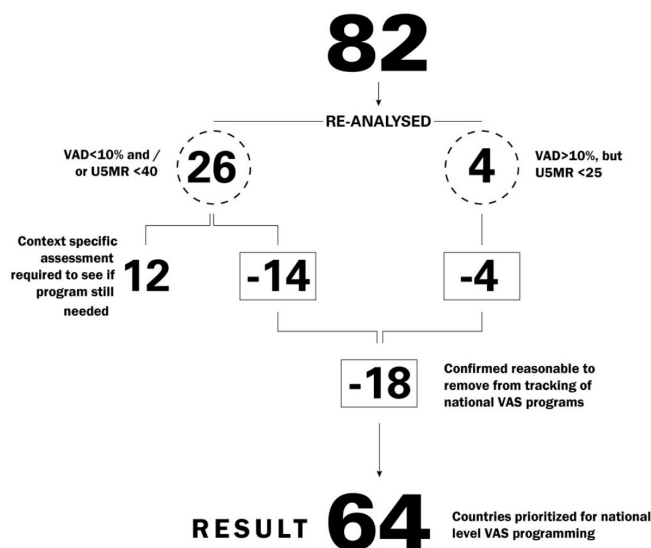 82
RE-ANALYSED
VAD<10% and /
or U5MR <40
26
4
VAD>10%, but
U5MR <25
Context specific
assessment
required to see if
program still
needed
12
-14
-4
-18
Confirmed reasonable to
remove from tracking of
national VAS programs
RESULT 64
Countries prioritized for national
level VAS programming